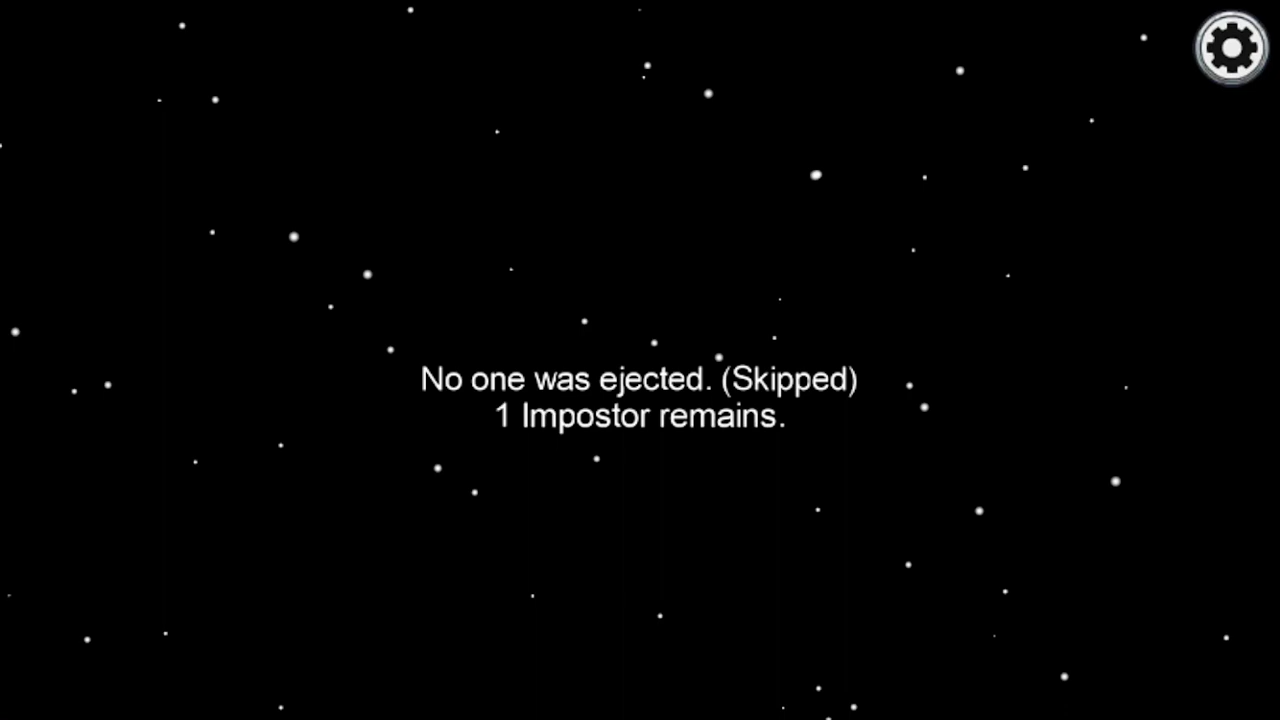 No one was ejected. (Skipped)
1 Impostor remains.